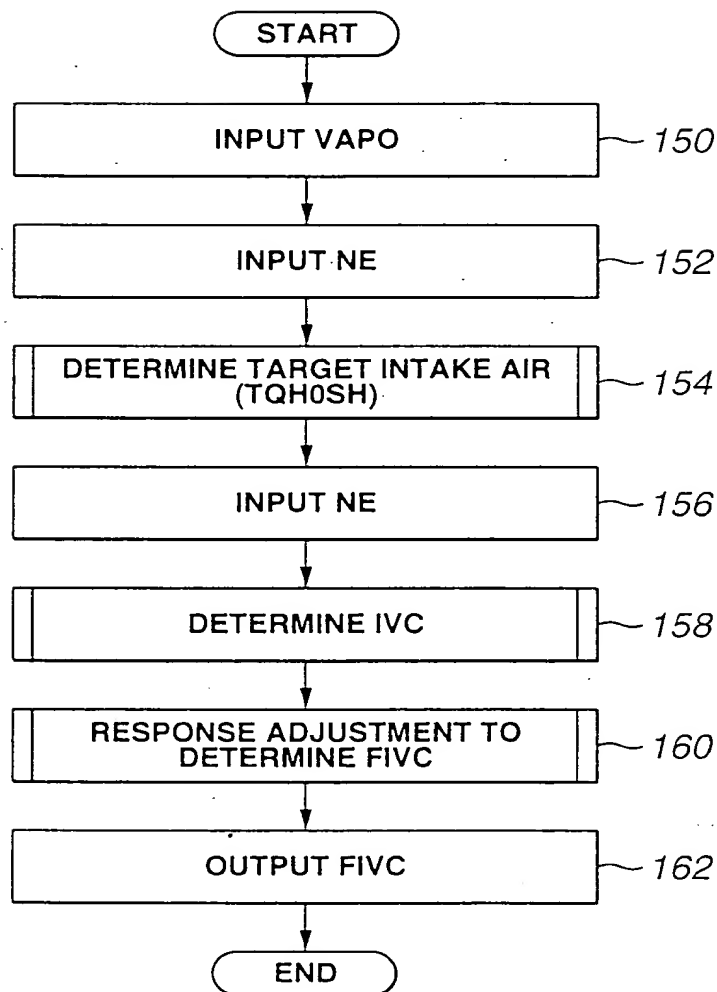 START
INPUT VAPO
150
INPUT NE
152
DETERMINE TARGET INTAKE AIR
(TQH0SH)
154
INPUT NE
156
DETERMINE IVC
158
RESPONSE ADJUSTMENT TO
DETERMINE FIVC
160
OUTPUT FIVC
162
END